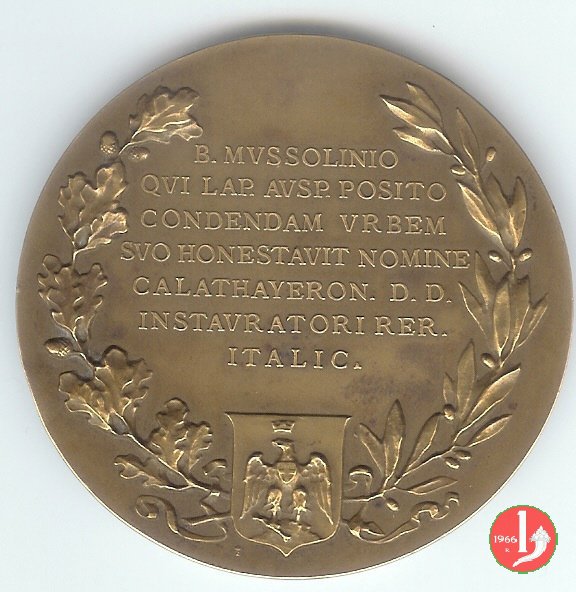 B. MVSSOLINIO
QVI LAP. AVSP. POSITO
CONDENDAM VRBEM
SVO HONESTAVIT NOMINE
CALATHAYERON. D. D.
INSTAVRATORI RER.
ITALIC.
1966